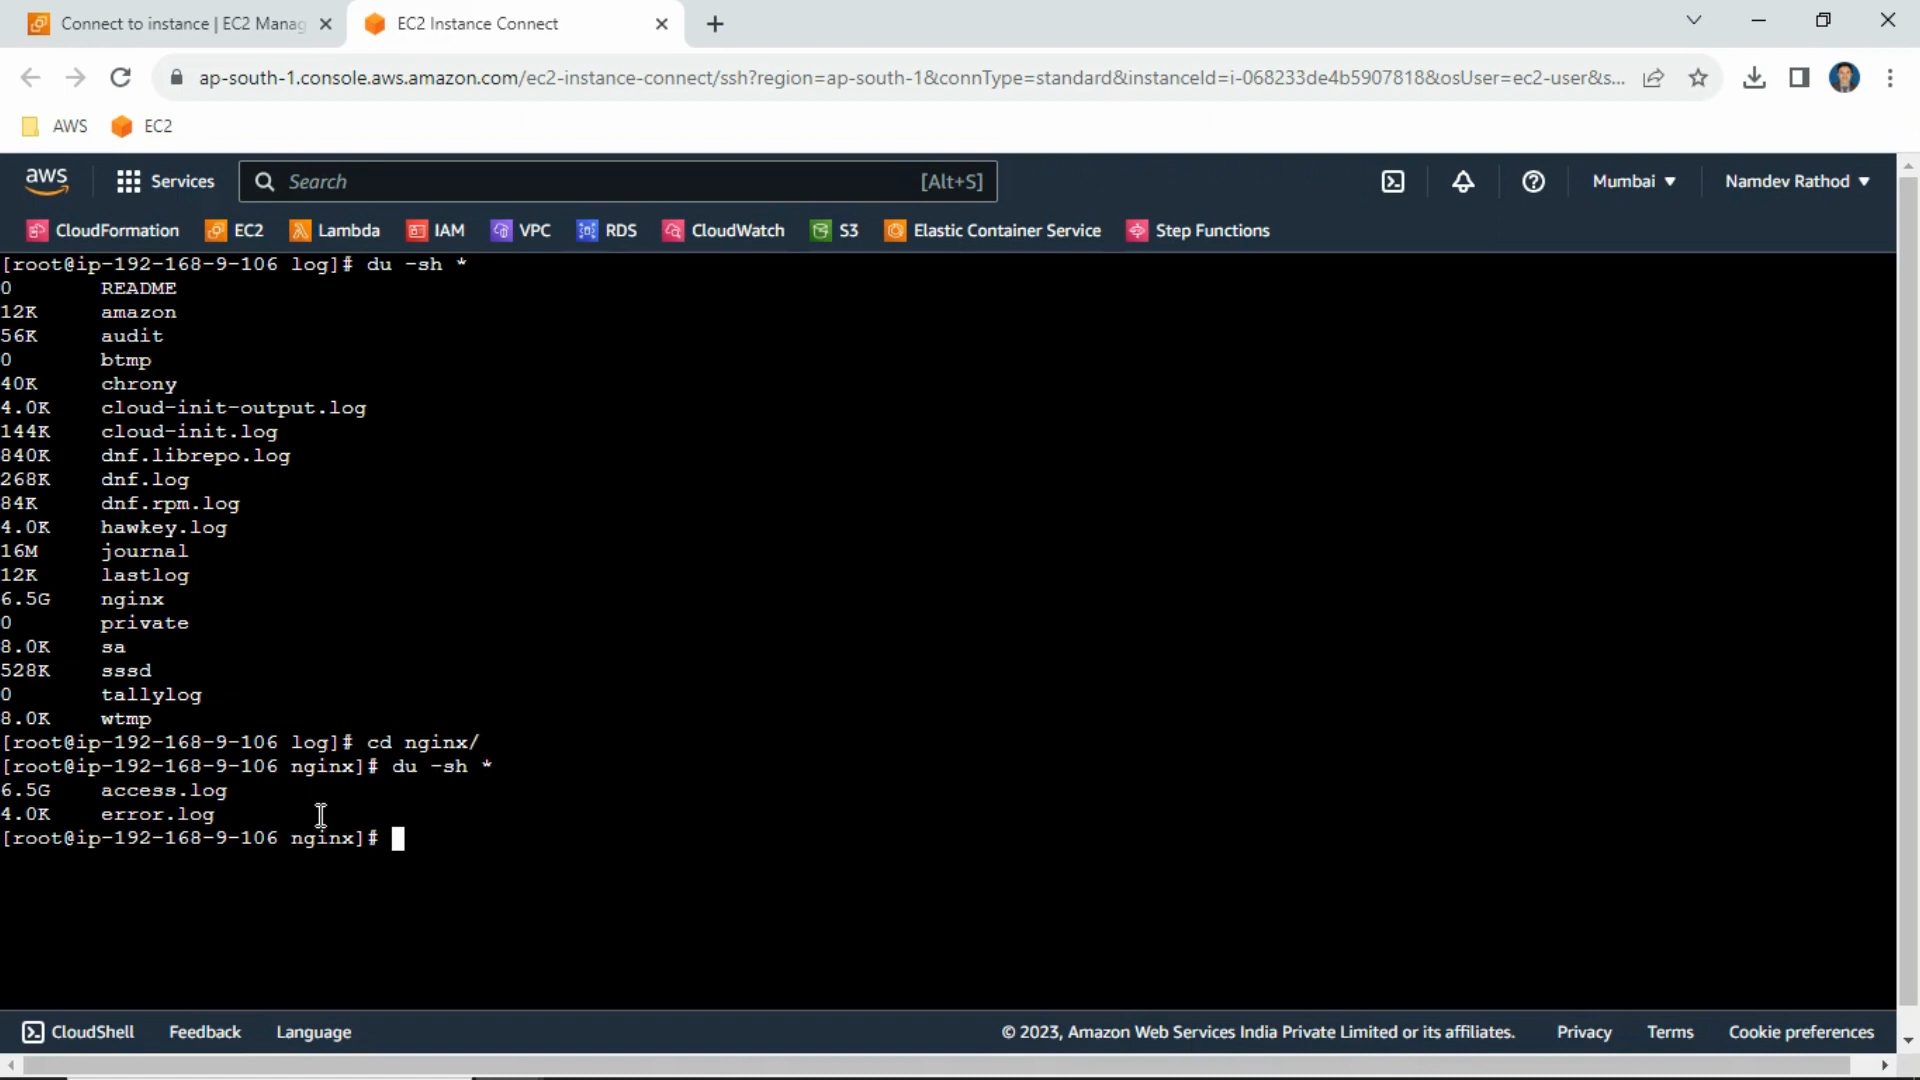 Connect to instance | EC2 Manag
EC2 Instance Connect
ap-south-1.console.aws.amazon.com/ec2-instance-connect/ssh?region=ap-south-1&connType=standard&instanceId=i-068233de4b5907818&osUser=ec2-user&s...
AWS EC2
aws Services Search [Alt+S] Mumbai Namdev Rathod
CloudFormation EC2 Lambda IAM VPC RDS CloudWatch S3 Elastic Container Service Step Functions
[root@ip-192-168-9-106 log]# du -sh *
0 README
12K amazon
56K audit
0 btmp
40K chrony
4.0K cloud-init-output.log
144K cloud-init.log
840K dnf.librepo.log
268K dnf.log
84K dnf.rpm.log
4.0K hawkey.log
16M journal
12K lastlog
6.5G nginx
0 private
8.0K sa
528K sssd
0 tallylog
8.0K wtmp
[root@ip-192-168-9-106 log]# cd nginx/
[root@ip-192-168-9-106 nginx]# du -sh *
6.5G access.log
4.0K error.log
[root@ip-192-168-9-106 nginx]#
CloudShell Feedback Language © 2023, Amazon Web Services India Private Limited or its affiliates. Privacy Terms Cookie preferences